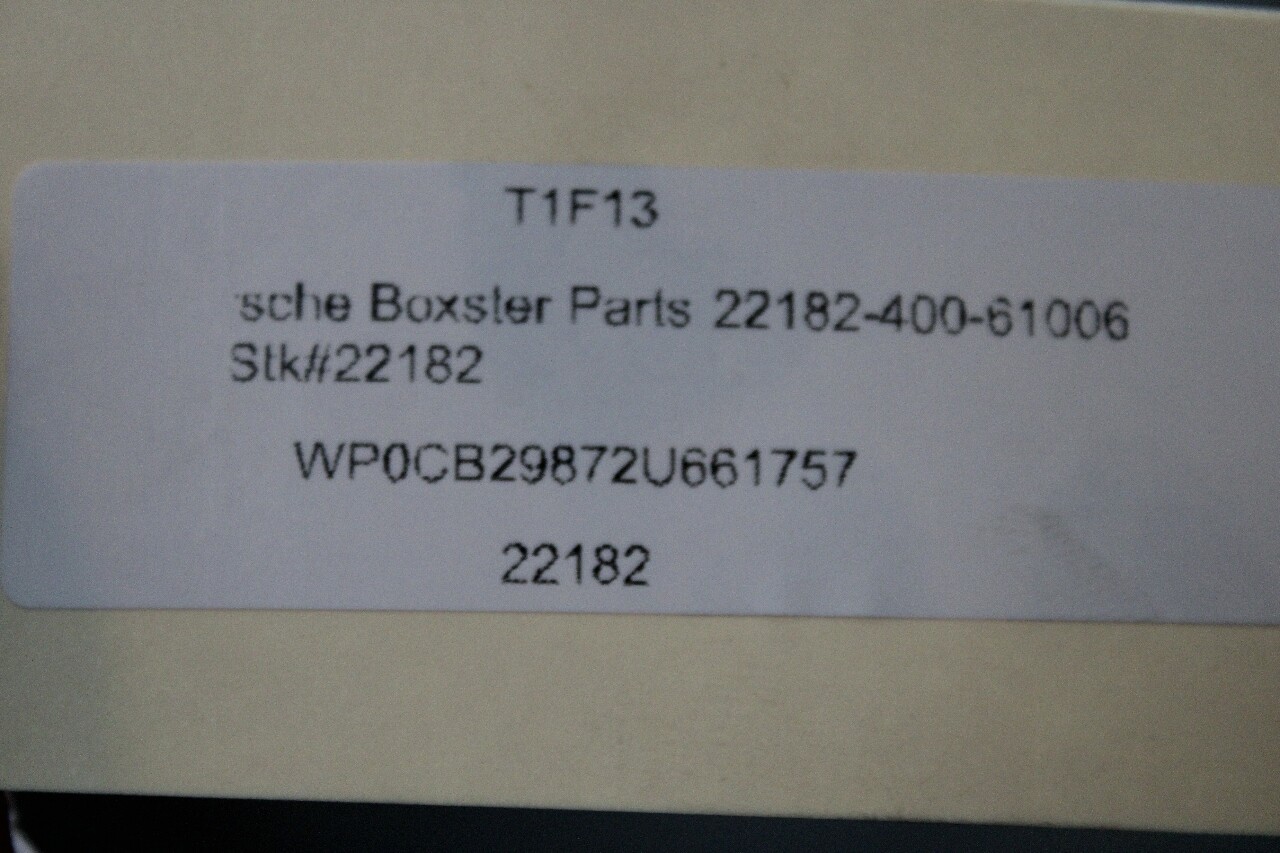 T1F13
sche Boxster Parts 22182-400-61006
Stk#22182
WP0CB29872U661757
22182